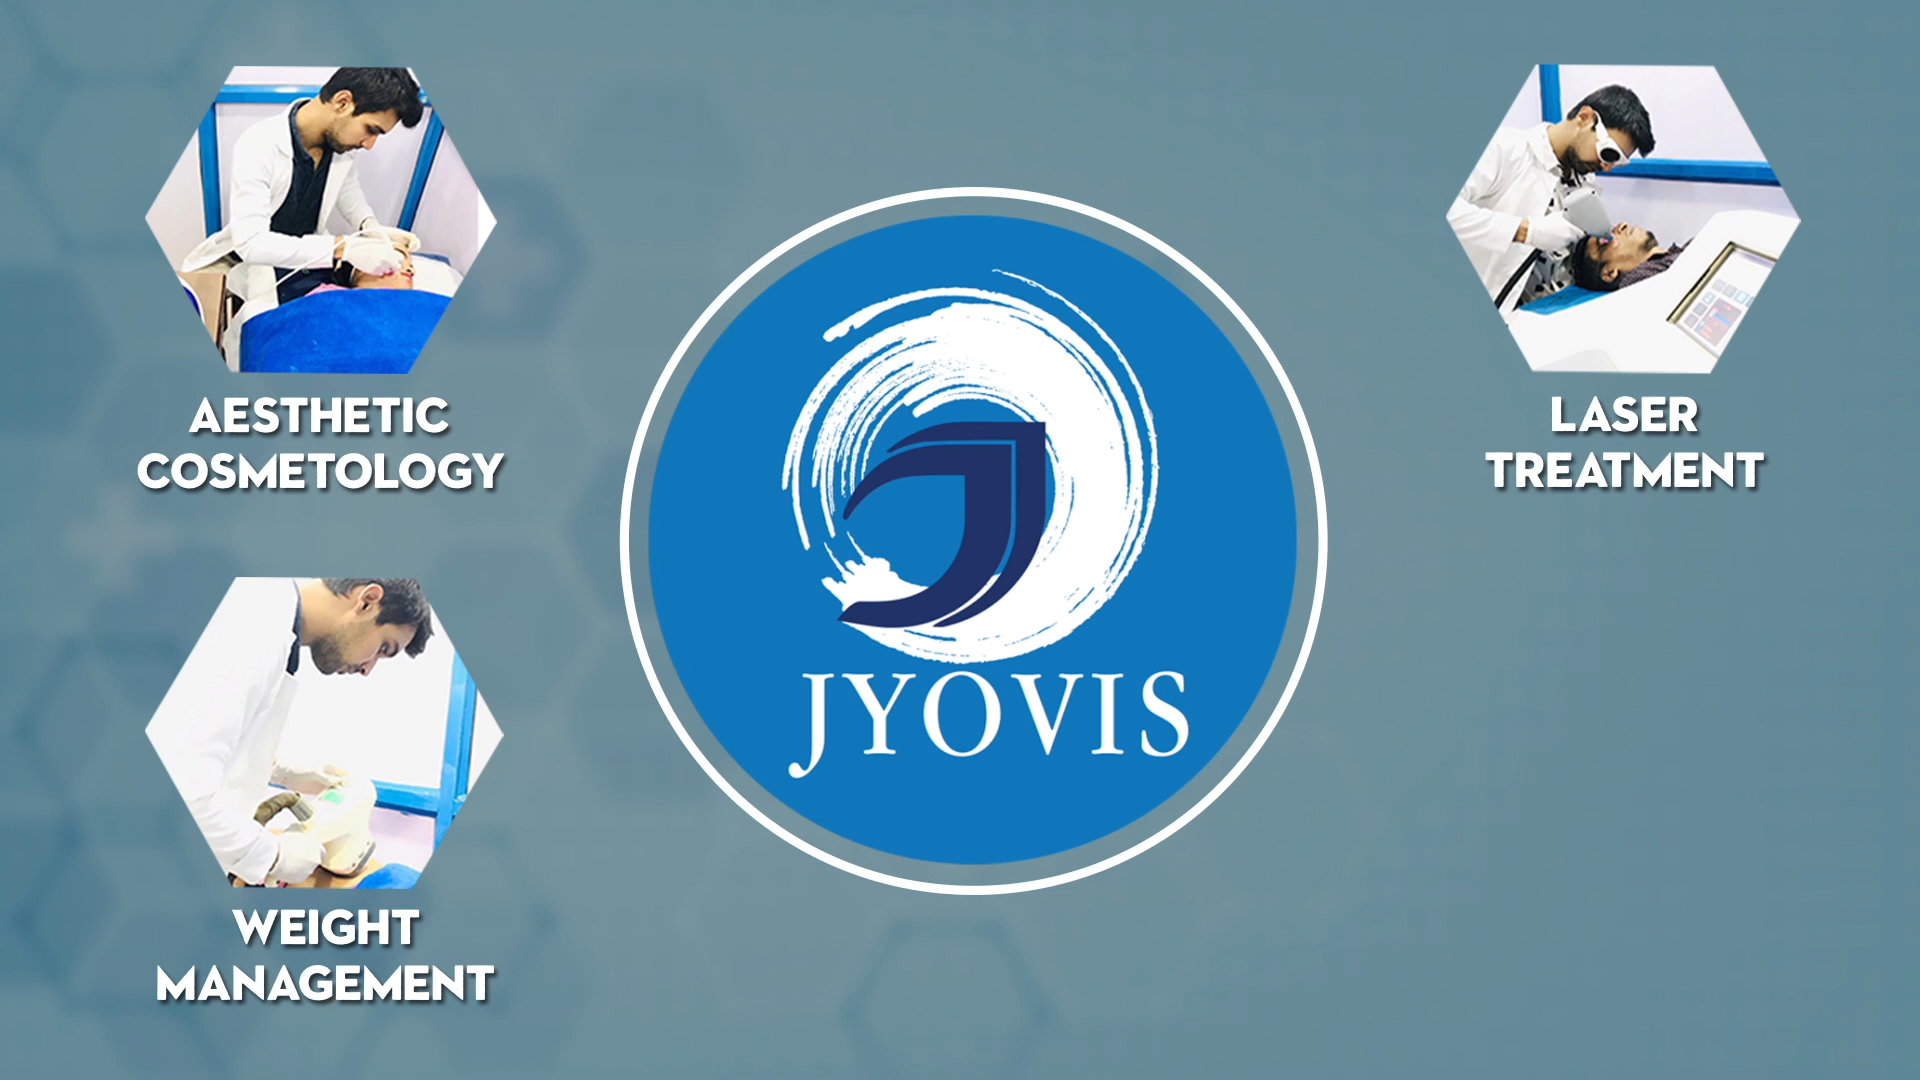 AESTHETIC
COSMETOLOGY
LASER
TREATMENT
JYOVIS
WEIGHT
MANAGEMENT